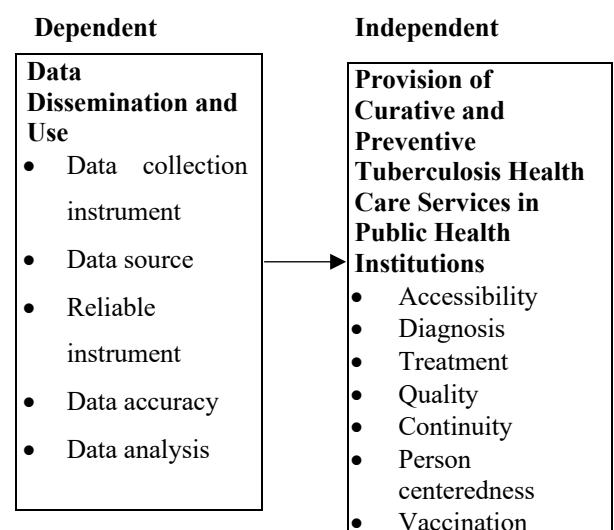 Dependent
Data
Dissemination and
Use
• Data collection
instrument
• Data source
• Reliable
instrument
• Data accuracy
• Data analysis
Independent
Provision of
Curative and
Preventive
Tuberculosis Health
Care Services in
Public Health
Institutions
• Accessibility
• Diagnosis
• Treatment
• Quality
• Continuity
• Person
centeredness
• Vaccination